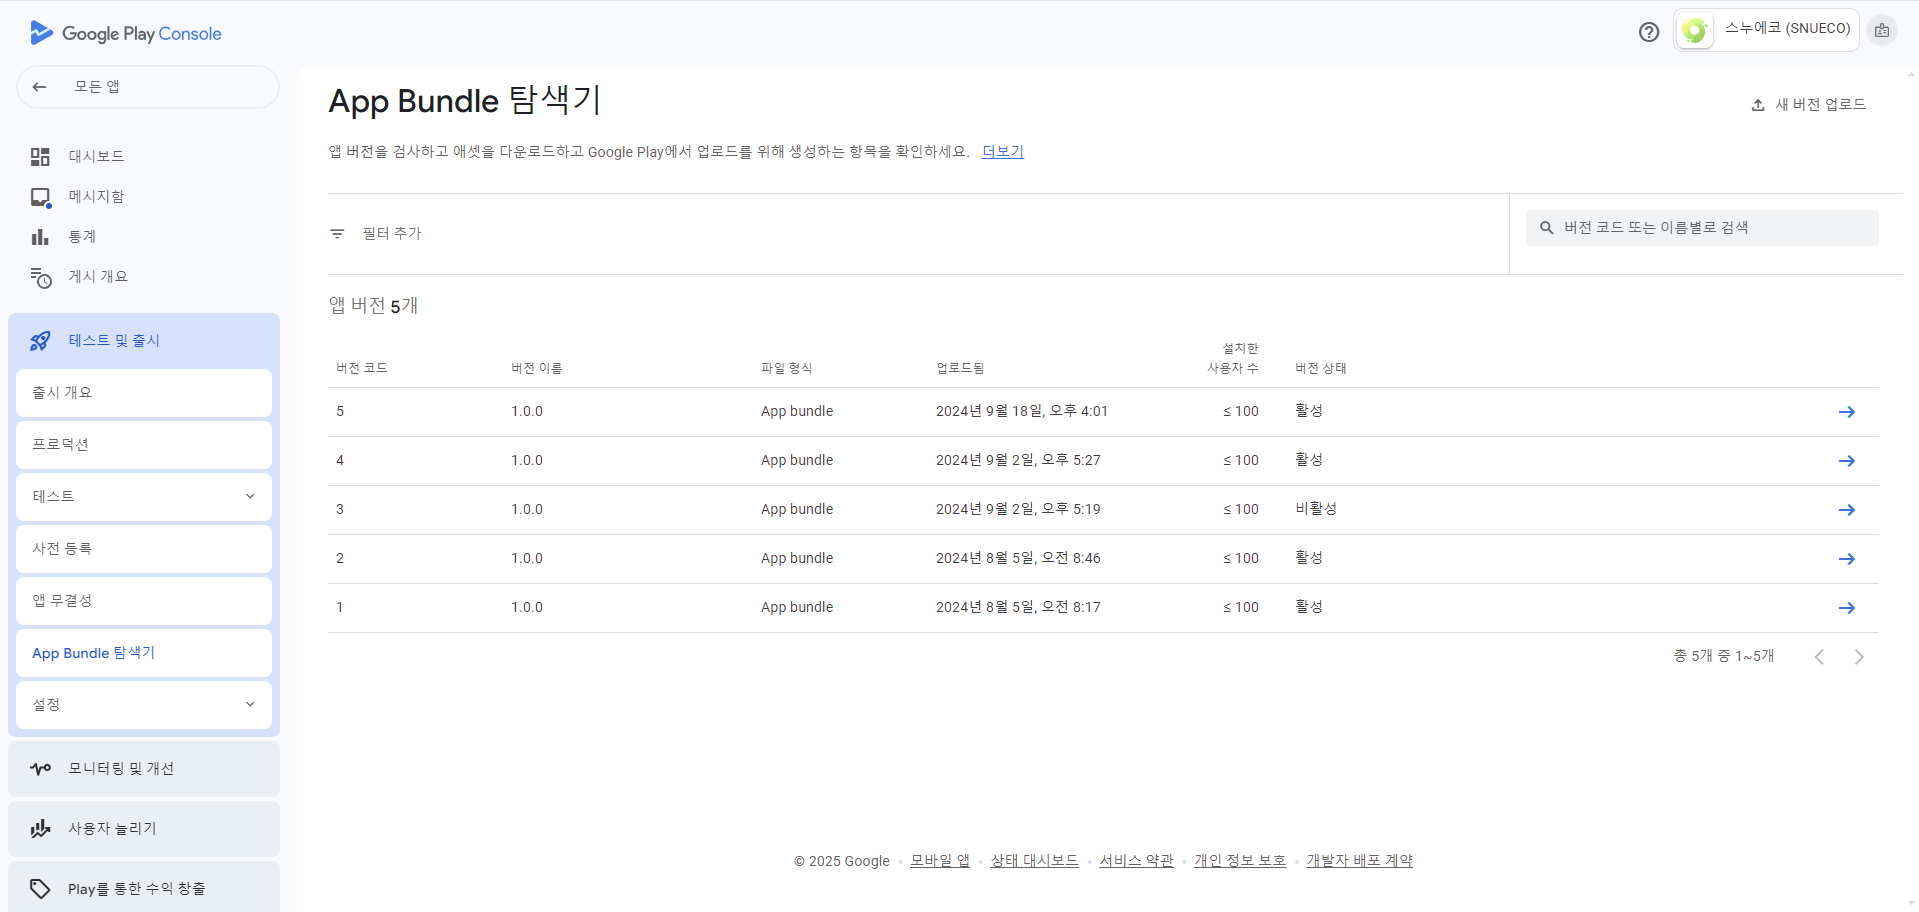 Google Play Console
스누에코 (SNUECO)
모든 앱
대시보드
메시지함
통계
게시 개요
테스트 및 출시
출시 개요
프로덕션
테스트
사전 등록
앱 무결성
App Bundle 탐색기
설정
모니터링 및 개선
사용자 늘리기
Play를 통한 수익 창출
App Bundle 탐색기
새 버전 업로드
앱 버전을 검사하고 애셋을 다운로드하고 Google Play에서 업로드를 위해 생성하는 항목을 확인하세요. 더보기
필터 추가
버전 코드 또는 이름별로 검색
앱 버전 5개
버전 코드 버전 이름 파일 형식 업로드됨 설치한 사용자 수 버전 상태
5 1.0.0 App bundle 2024년 9월 18일, 오후 4:01 ≤ 100 활성
4 1.0.0 App bundle 2024년 9월 2일, 오후 5:27 ≤ 100 활성
3 1.0.0 App bundle 2024년 9월 2일, 오후 5:19 ≤ 100 비활성
2 1.0.0 App bundle 2024년 8월 5일, 오전 8:46 ≤ 100 활성
1 1.0.0 App bundle 2024년 8월 5일, 오전 8:17 ≤ 100 활성
총 5개 중 1~5개
© 2025 Google • 모바일 앱 • 상태 대시보드 • 서비스 약관 • 개인 정보 보호 • 개발자 배포 계약